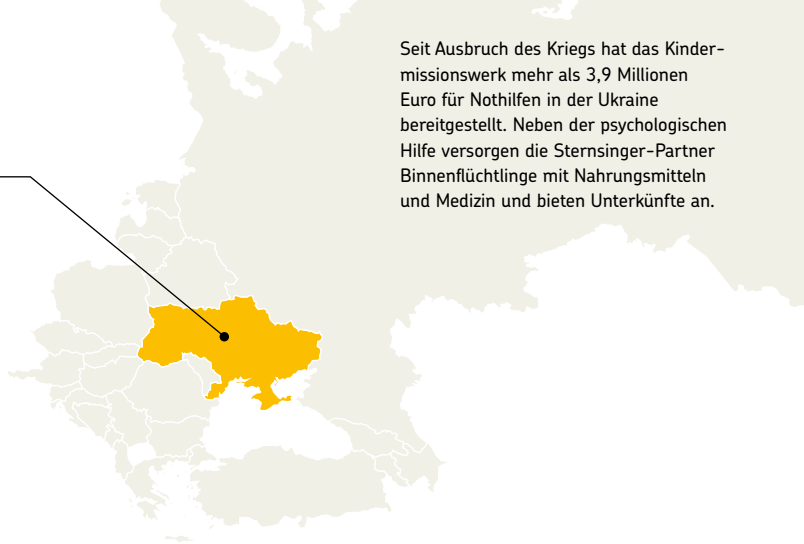 Seit Ausbruch des Kriegs hat das Kinder-
missionswerk mehr als 3,9 Millionen
Euro für Nothilfen in der Ukraine
bereitgestellt. Neben der psychologischen
Hilfe versorgen die Sternsinger-Partner
Binnenflüchtlinge mit Nahrungsmitteln
und Medizin und bieten Unterkünfte an.